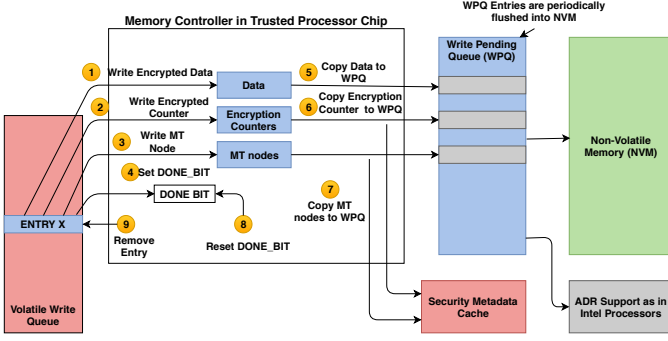 WPQ Entries are periodically
flushed into NVM
Memory Controller in Trusted Processor Chip
Write Pending
Queue (WPQ)
1
Write Encrypted Data
Data
5
Copy Data to
WPQ
2
Write Encrypted
Counter
Encryption
Counters
6
Copy Encryption
Counter to WPQ
3
Write MT
Node
MT nodes
Non-Volatile
Memory (NVM)
4
Set DONE_BIT
DONE BIT
7
Copy MT
nodes to WPQ
ENTRY X
9
Remove
Entry
8
Reset DONE_BIT
Volatile Write
Queue
Security Metadata
Cache
ADR Support as in
Intel Processors